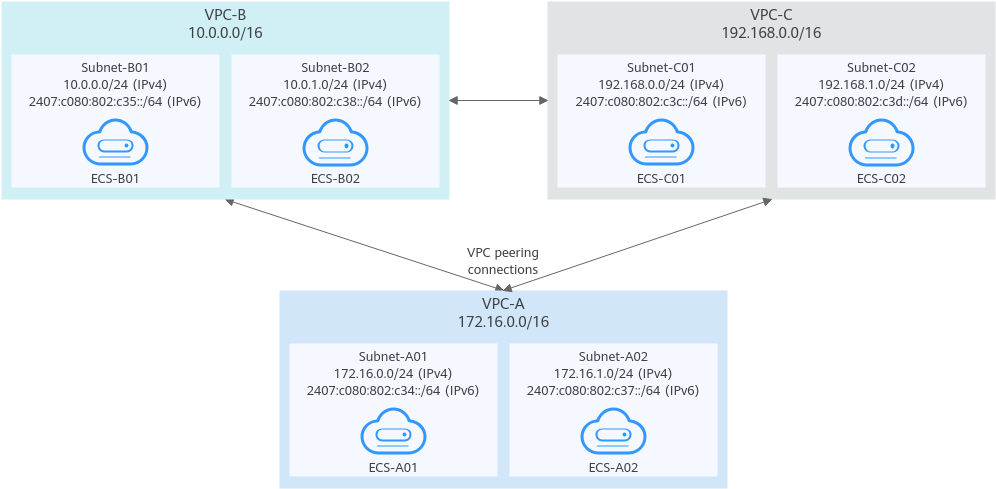 VPC-B
10.0.0.0/16
Subnet-B01
10.0.0.0/24 (IPv4)
2407:c080:802:c35::/64 (IPv6)
ECS-B01
Subnet-B02
10.0.1.0/24 (IPv4)
2407:c080:802:c38::/64 (IPv6)
ECS-B02
VPC-C
192.168.0.0/16
Subnet-C01
192.168.0.0/24 (IPv4)
2407:c080:802:c3c::/64 (IPv6)
ECS-C01
Subnet-C02
192.168.1.0/24 (IPv4)
2407:c080:802:c3d::/64 (IPv6)
ECS-C02
VPC peering
connections
VPC-A
172.16.0.0/16
Subnet-A01
172.16.0.0/24 (IPv4)
2407:c080:802:c34::/64 (IPv6)
ECS-A01
Subnet-A02
172.16.1.0/24 (IPv4)
2407:c080:802:c37::/64 (IPv6)
ECS-A02